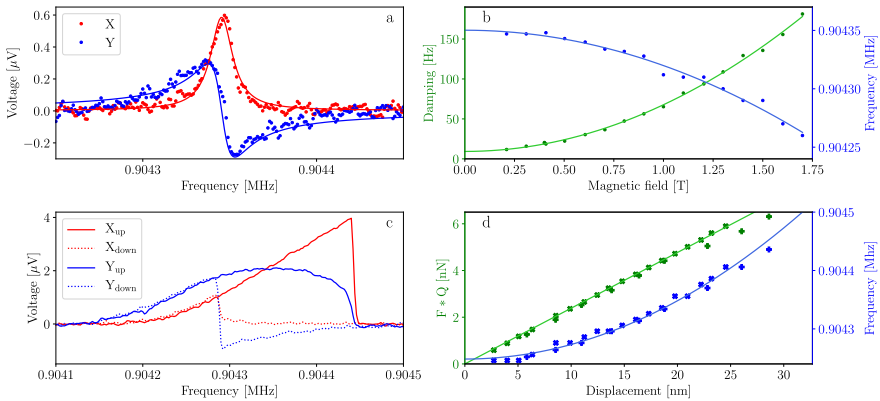 a
X
Y
Voltage [μV]
0.6
0.4
0.2
0.0
−0.2
0.9043
0.9044
Frequency [MHz]
b
Damping [Hz]
150
100
50
0
0.00
0.25
0.50
0.75
1.00
1.25
1.50
1.75
Magnetic field [T]
0.90435
0.90430
0.90425
Frequency [MHz]
c
X_up
X_down
Y_up
Y_down
Voltage [μV]
4
2
0
0.9041
0.9042
0.9043
0.9044
0.9045
Frequency [MHz]
d
F ∗ Q [nN]
6
4
2
0
0
5
10
15
20
25
30
Displacement [nm]
0.9045
0.9044
0.9043
Frequency [Mhz]